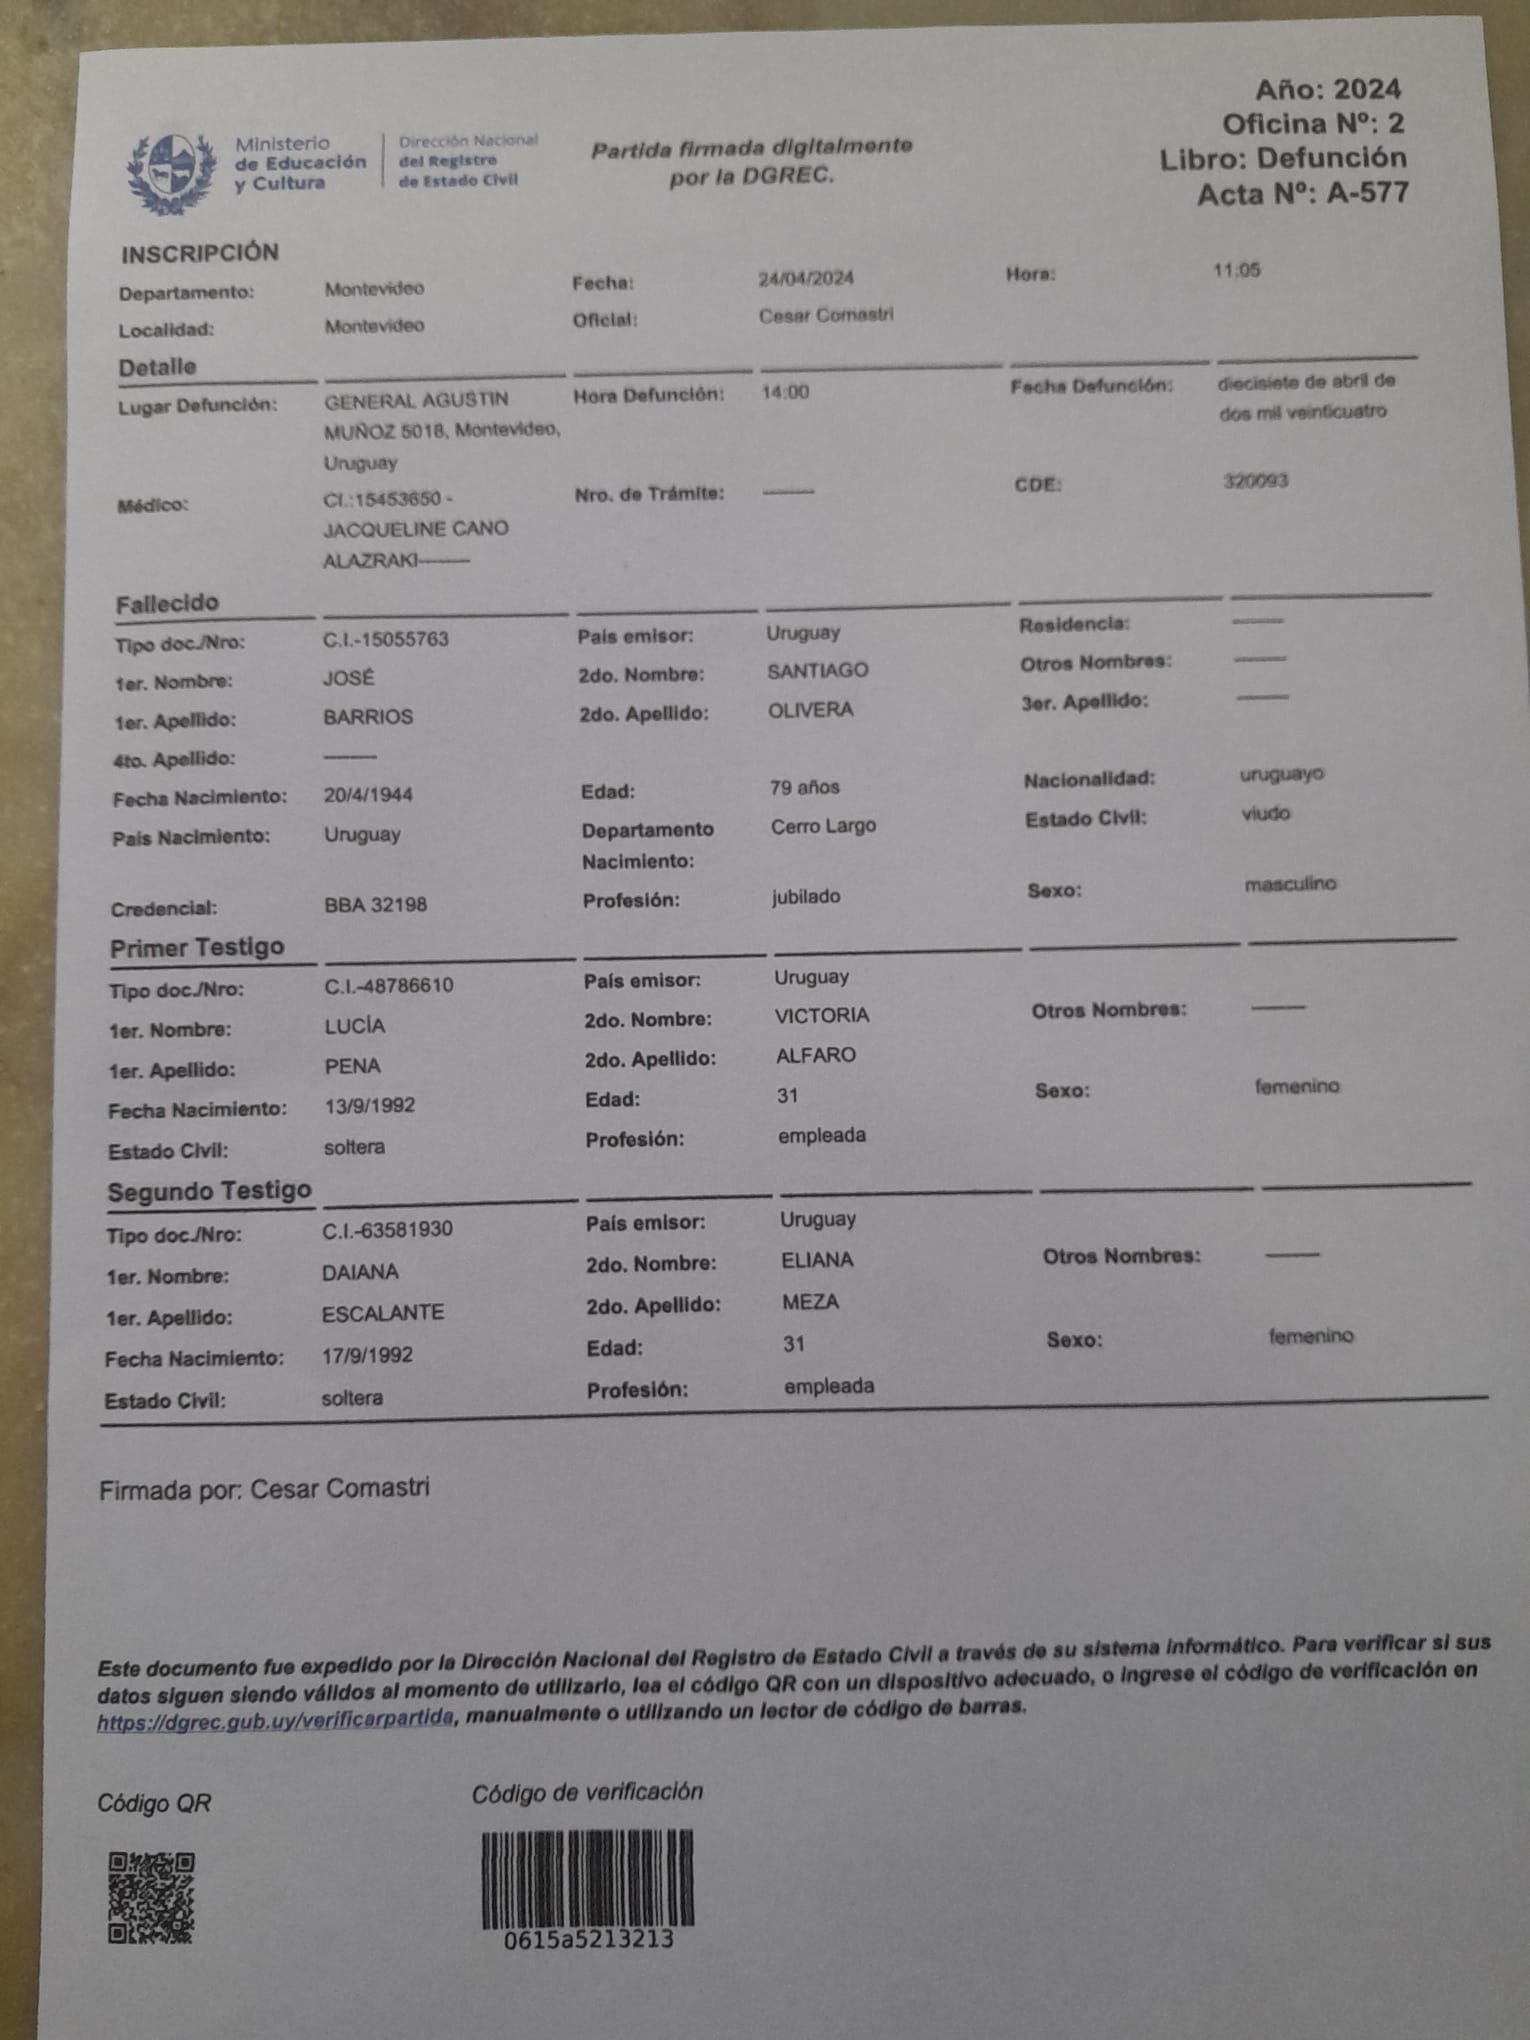 Año: 2024
Oficina Nº: 2
Libro: Defunción
Acta Nº: A-577
Ministerio
de Educación
y Cultura
Dirección Nacional
del Registro
de Estado Civil
Partida firmada digitalmente
por la DGREC.
INSCRIPCIÓN
Departamento: Montevideo Fecha: 24/04/2024 Hora: 11:05
Localidad: Montevideo Oficial: Cesar Comastri
Detalle
Lugar Defunción: GENERAL AGUSTIN Hora Defunción: 14:00 Fecha Defunción: diecisiete de abril de
MUÑOZ 5018, Montevideo, dos mil veinticuatro
Uruguay
Médico: CI.:15453650 - Nro. de Trámite: -------- CDE: 320093
JACQUELINE CANO
ALAZRAKI--------
Fallecido
Tipo doc./Nro: C.I.-15055763 País emisor: Uruguay Residencia: --------
1er. Nombre: JOSÉ 2do. Nombre: SANTIAGO Otros Nombres: --------
1er. Apellido: BARRIOS 2do. Apellido: OLIVERA 3er. Apellido: --------
4to. Apellido: --------
Fecha Nacimiento: 20/4/1944 Edad: 79 años Nacionalidad: uruguayo
País Nacimiento: Uruguay Departamento Cerro Largo Estado Civil: viudo
Nacimiento:
Credencial: BBA 32198 Profesión: jubilado Sexo: masculino
Primer Testigo
Tipo doc./Nro: C.I.-48786610 País emisor: Uruguay
1er. Nombre: LUCÍA 2do. Nombre: VICTORIA Otros Nombres: --------
1er. Apellido: PENA 2do. Apellido: ALFARO
Fecha Nacimiento: 13/9/1992 Edad: 31 Sexo: femenino
Estado Civil: soltera Profesión: empleada
Segundo Testigo
Tipo doc./Nro: C.I.-63581930 País emisor: Uruguay
1er. Nombre: DAIANA 2do. Nombre: ELIANA Otros Nombres: --------
1er. Apellido: ESCALANTE 2do. Apellido: MEZA
Fecha Nacimiento: 17/9/1992 Edad: 31 Sexo: femenino
Estado Civil: soltera Profesión: empleada
Firmada por: Cesar Comastri
Este documento fue expedido por la Dirección Nacional del Registro de Estado Civil a través de su sistema informático. Para verificar si sus
datos siguen siendo válidos al momento de utilizarlo, lea el código QR con un dispositivo adecuado, o ingrese el código de verificación en
https://dgrec.gub.uy/verificarpartida, manualmente o utilizando un lector de código de barras.
Código QR
Código de verificación
0615a5213213